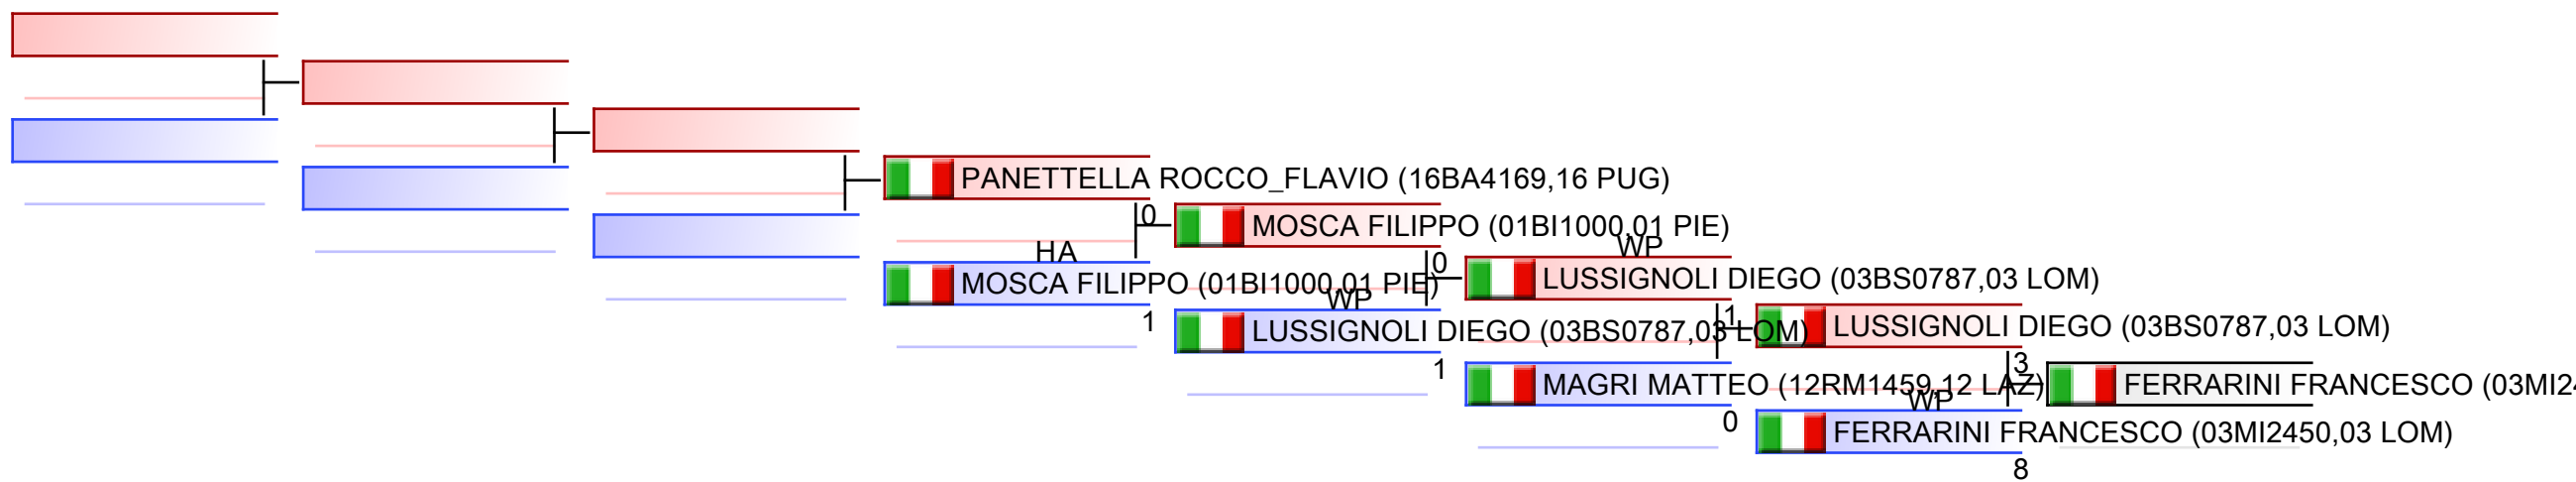 PANETTELLA ROCCO_FLAVIO (16BA4169,16 PUG)
0
MOSCA FILIPPO (01BI1000,01 PIE)
HA
WP
0
MOSCA FILIPPO (01BI1000,01 PIE)
LUSSIGNOLI DIEGO (03BS0787,03 LOM)
WP
1
1
LUSSIGNOLI DIEGO (03BS0787,03 LOM)
LUSSIGNOLI DIEGO (03BS0787,03 LOM)
1
3
MAGRI MATTEO (12RM1459,12 LAZ)
FERRARINI FRANCESCO (03MI2
WP
0
FERRARINI FRANCESCO (03MI2450,03 LOM)
8